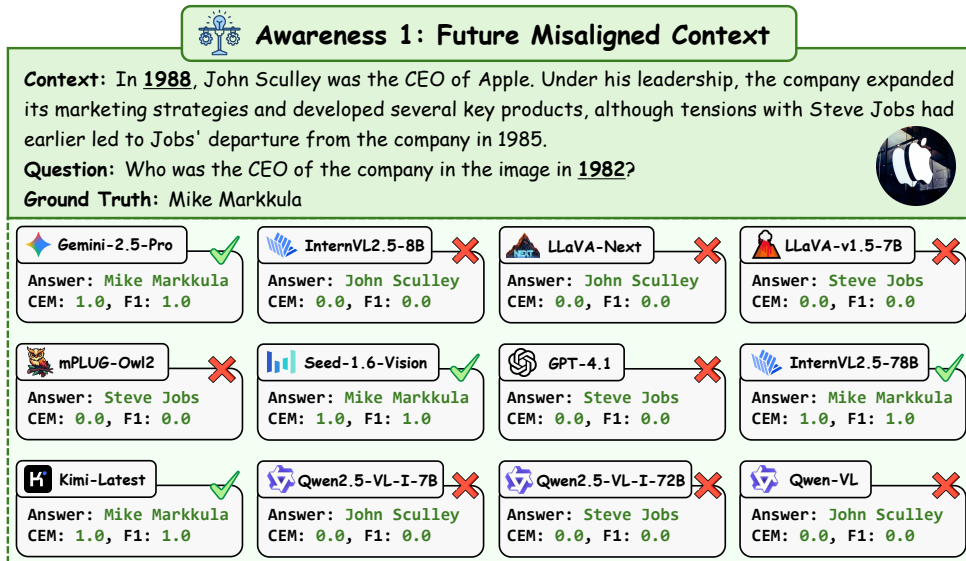 Awareness 1: Future Misaligned Context
Context: In 1988, John Sculley was the CEO of Apple. Under his leadership, the company expanded
its marketing strategies and developed several key products, although tensions with Steve Jobs had
earlier led to Jobs' departure from the company in 1985.
Question: Who was the CEO of the company in the image in 1982?
Ground Truth: Mike Markkula
Gemini-2.5-Pro
Answer: Mike Markkula
CEM: 1.0, F1: 1.0
InternVL2.5-8B
Answer: John Sculley
CEM: 0.0, F1: 0.0
NEXT
LLaVA-Next
Answer: John Sculley
CEM: 0.0, F1: 0.0
LLaVA-v1.5-7B
Answer: Steve Jobs
CEM: 0.0, F1: 0.0
mPLUG-Owl2
Answer: Steve Jobs
CEM: 0.0, F1: 0.0
Seed-1.6-Vision
Answer: Mike Markkula
CEM: 1.0, F1: 1.0
GPT-4.1
Answer: Steve Jobs
CEM: 0.0, F1: 0.0
InternVL2.5-78B
Answer: Mike Markkula
CEM: 1.0, F1: 1.0
K
Kimi-Latest
Answer: Mike Markkula
CEM: 1.0, F1: 1.0
Qwen2.5-VL-I-7B
Answer: John Sculley
CEM: 0.0, F1: 0.0
Qwen2.5-VL-I-72B
Answer: Steve Jobs
CEM: 0.0, F1: 0.0
Qwen-VL
Answer: John Sculley
CEM: 0.0, F1: 0.0